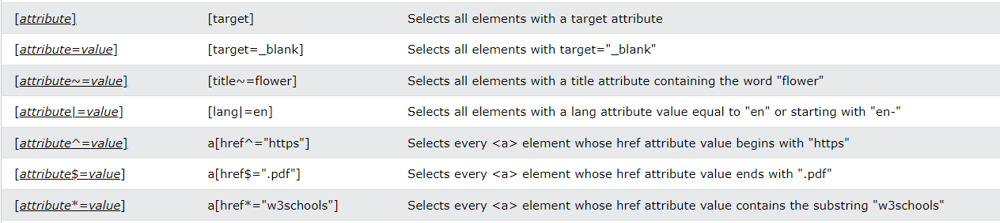 [attribute] [target] Selects all elements with a target attribute
[attribute=value] [target=_blank] Selects all elements with target="_blank"
[attribute~=value] [title~=flower] Selects all elements with a title attribute containing the word "flower"
[attribute|=value] [lang|=en] Selects all elements with a lang attribute value equal to "en" or starting with "en-"
[attribute^=value] a[href^="https"] Selects every <a> element whose href attribute value begins with "https"
[attribute$=value] a[href$=".pdf"] Selects every <a> element whose href attribute value ends with ".pdf"
[attribute*=value] a[href*="w3schools"] Selects every <a> element whose href attribute value contains the substring "w3schools"